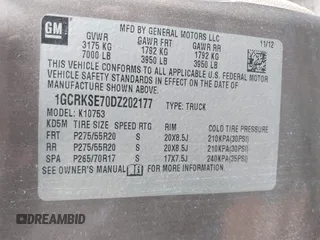 GM
MFD BY GENERAL MOTORS LLC
GVWR GAWR FRT GAWR RR 11/12
3175 KG 1792 KG 1792 KG
7000 LB 3950 LB 3950 LB
THIS VEHICLE CONFORMS TO ALL APPLICABLE U.S. FEDERAL MOTOR VEHICLE SAFETY AND THEFT PREVENTION STANDARDS IN EFFECT ON THE DATE OF MANUFACTURE SHOWN ABOVE.
1GCRKSE70DZ202177 TYPE: TRUCK
MODEL: K10753
KD5M TIRE SIZE SPEED RTG RIM COLD TIRE PRESSURE
FRT P275/55R20 S 20X8.5J 210KPA(30PSI)
RR P275/55R20 S 20X8.5J 210KPA(30PSI)
SPA P265/70R17 S 17X7.5J 240KPA(35PSI)
SEE OWNER'S MANUAL FOR ADDITIONAL INFORMATION.
DREAMBID